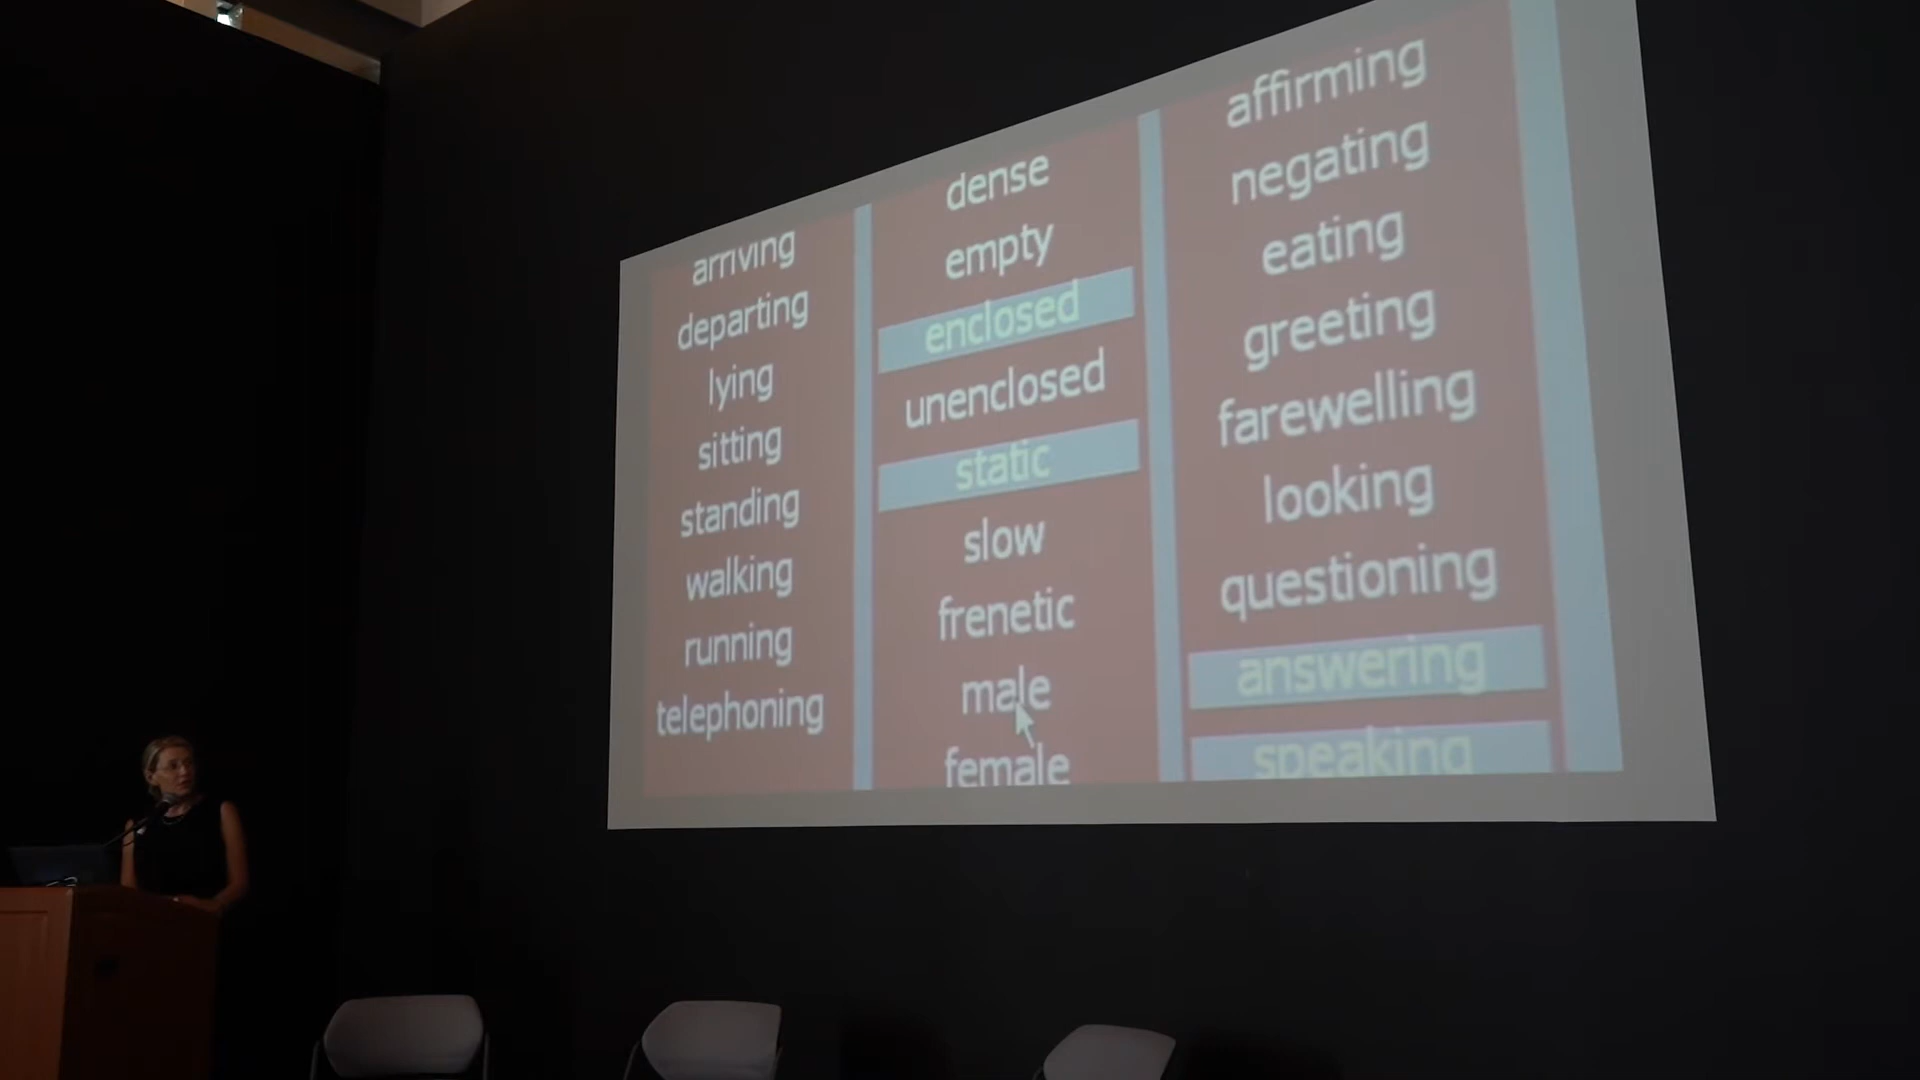 arriving
departing
lying
sitting
standing
walking
running
telephoning
dense
empty
enclosed
unenclosed
static
slow
frenetic
male
female
affirming
negating
eating
greeting
farewelling
looking
questioning
answering
speaking